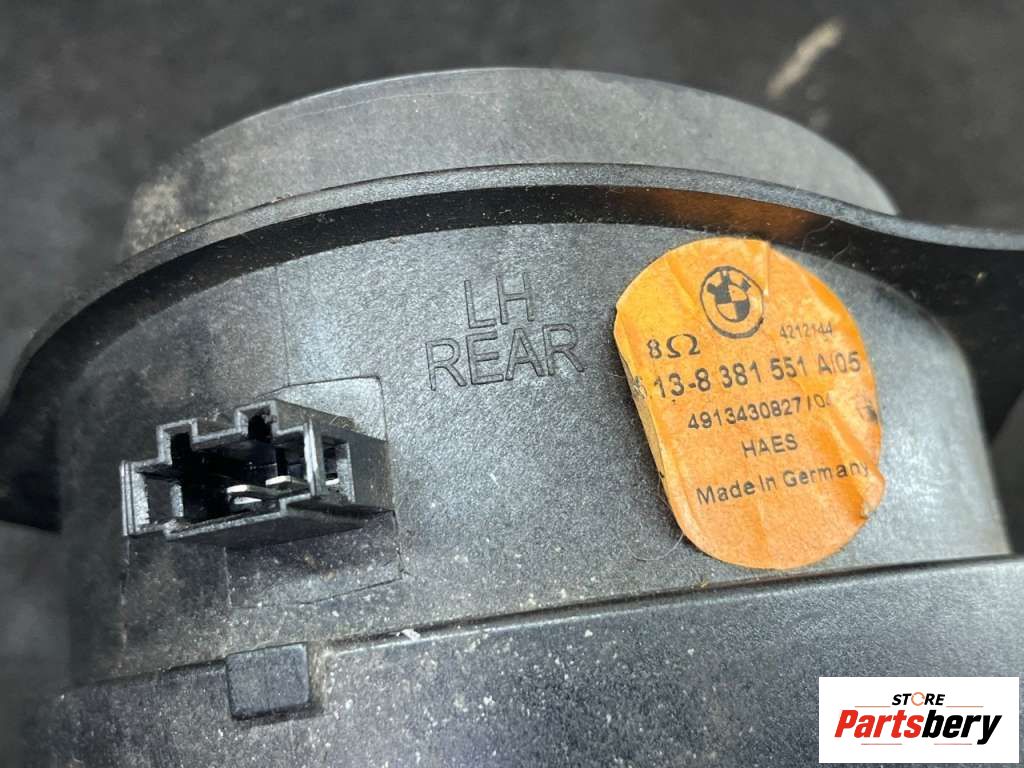 LH
REAR
8Ω
4212144
13-8 381 551 A/05
4913430827/04
HAES
Made In Germany
STORE
Partsbery